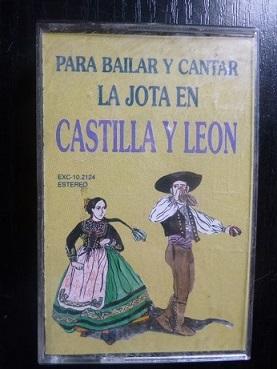 PARA BAILAR Y CANTAR
LA JOTA EN
CASTILLA Y LEON
EXC-10.2124
ESTEREO